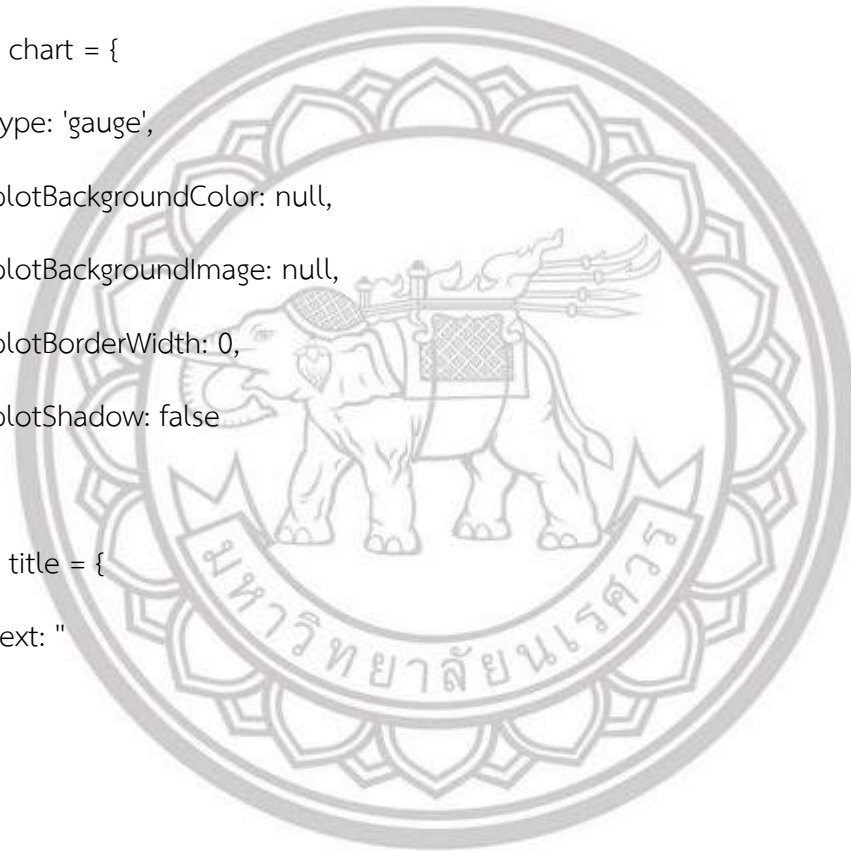 chart = {
ype: 'gauge',
plotBackgroundColor: null,
plotBackgroundImage: null,
plotBorderWidth: 0,
plotShadow: false
title = {
ext: ''
มหาวิทยาลัยนเรศวร